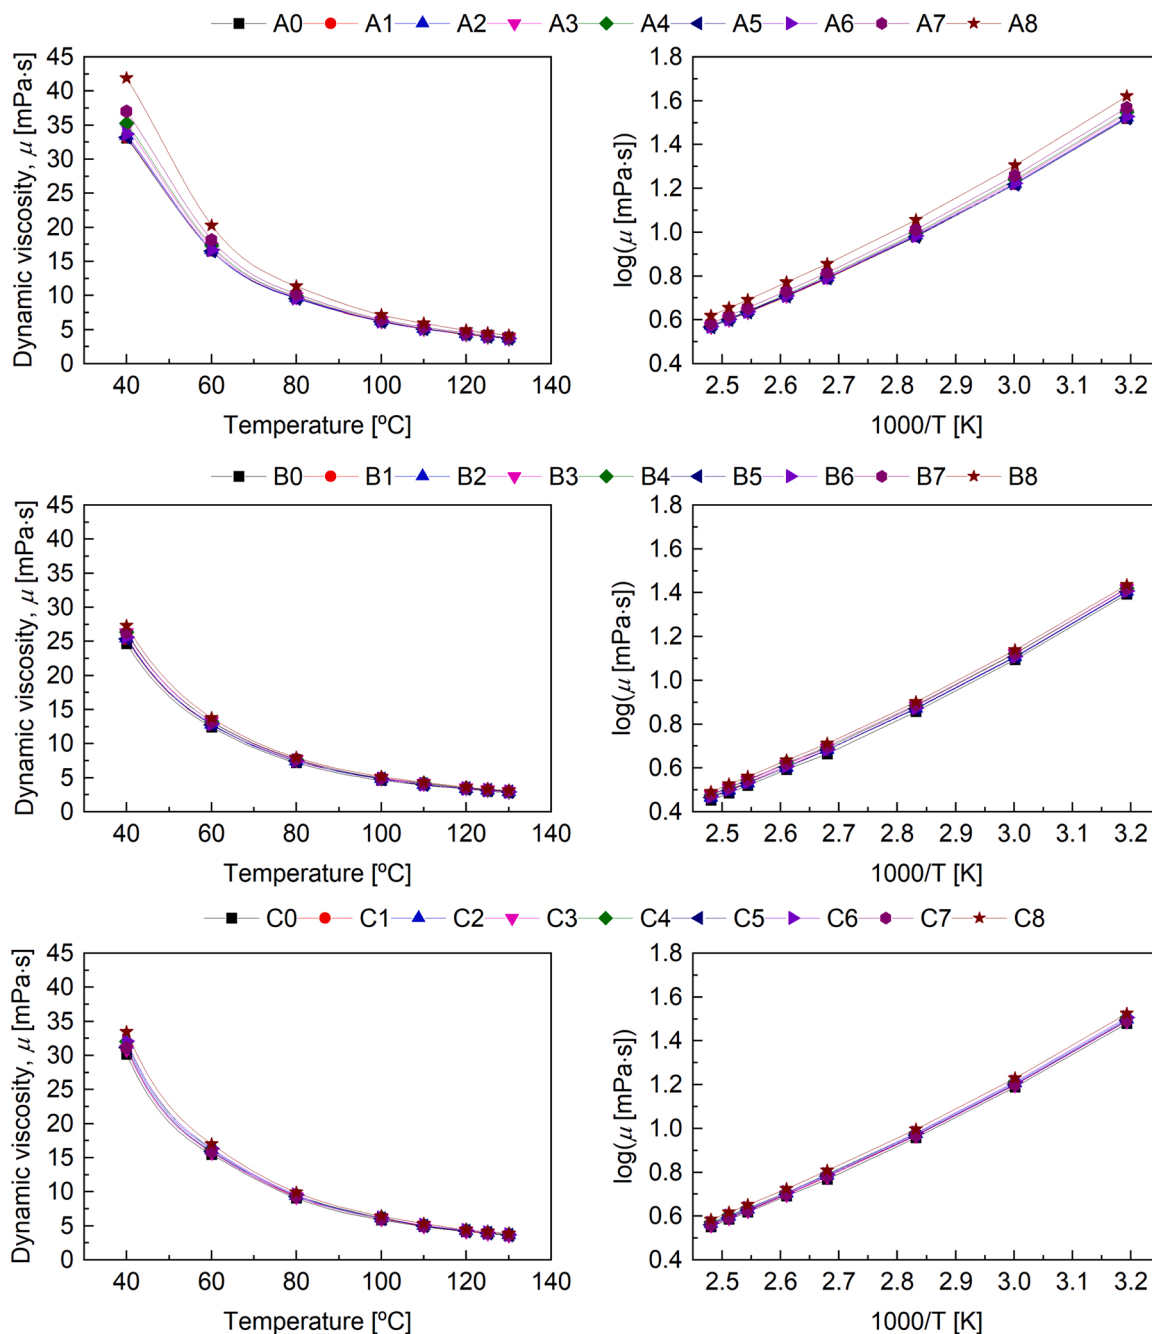 A0 A1 A2 A3 A4 A5 A6 A7 A8
45
40
35
30
25
20
15
10
5
0
Dynamic viscosity, μ [mPa·s]
40 60 80 100 120 140
Temperature [ºC]
1.8
1.6
1.4
1.2
1.0
0.8
0.6
0.4
log(μ [mPa·s])
2.5 2.6 2.7 2.8 2.9 3.0 3.1 3.2
1000/T [K]
B0 B1 B2 B3 B4 B5 B6 B7 B8
45
40
35
30
25
20
15
10
5
0
Dynamic viscosity, μ [mPa·s]
40 60 80 100 120 140
Temperature [ºC]
1.8
1.6
1.4
1.2
1.0
0.8
0.6
0.4
log(μ [mPa·s])
2.5 2.6 2.7 2.8 2.9 3.0 3.1 3.2
1000/T [K]
C0 C1 C2 C3 C4 C5 C6 C7 C8
45
40
35
30
25
20
15
10
5
0
Dynamic viscosity, μ [mPa·s]
40 60 80 100 120 140
Temperature [ºC]
1.8
1.6
1.4
1.2
1.0
0.8
0.6
0.4
log(μ [mPa·s])
2.5 2.6 2.7 2.8 2.9 3.0 3.1 3.2
1000/T [K]